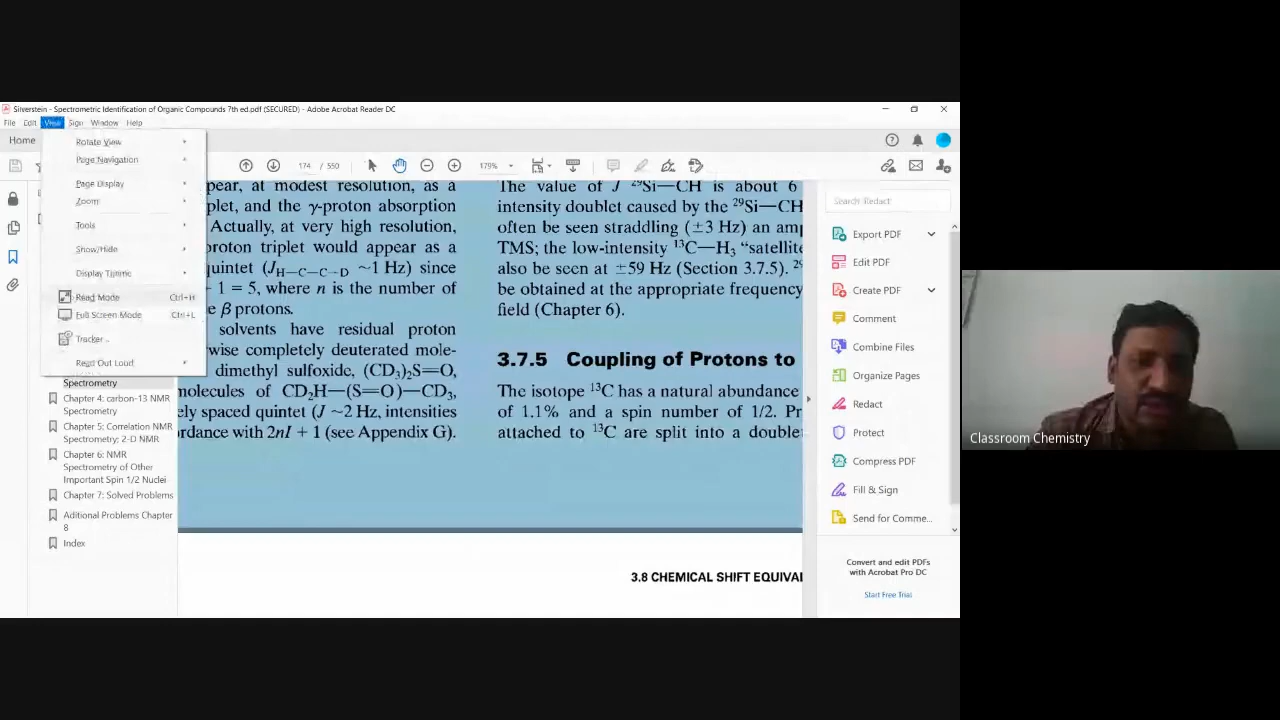 Silverstein - Spectrometric Identification of Organic Compounds 7th ed.pdf (SECURED) - Adobe Acrobat Reader DC
File Edit View Sign Window Help
Home
174 / 550
179%
Rotate View
Page Navigation
Page Display
Zoom
Tools
Show/Hide
Display Theme
Read Mode Ctrl+H
Full Screen Mode Ctrl+L
Tracker...
Read Out Loud
Spectrometry
Chapter 4: carbon-13 NMR
Spectrometry
Chapter 5: Correlation NMR
Spectrometry; 2-D NMR
Chapter 6: NMR
Spectrometry of Other
Important Spin 1/2 Nuclei
Chapter 7: Solved Problems
Aditional Problems Chapter
8
Index
pear, at modest resolution, as a
plet, and the γ-proton absorption
Actually, at very high resolution,
proton triplet would appear as a
quintet (J_H—C—C—D ~1 Hz) since
+ 1 = 5, where n is the number of
e β protons.
solvents have residual proton
wise completely deuterated mole-
dimethyl sulfoxide, (CD₃)₂S=O,
nolecules of CD₂H—(S=O)—CD₃,
ely spaced quintet (J ~2 Hz, intensities
ordance with 2nI + 1 (see Appendix G).
The value of J ²⁹Si—CH is about 6
intensity doublet caused by the ²⁹Si—CH
often be seen straddling (±3 Hz) an amp
TMS; the low-intensity ¹³C—H₃ “satellite
also be seen at ±59 Hz (Section 3.7.5). ²⁹
be obtained at the appropriate frequency
field (Chapter 6).
3.7.5 Coupling of Protons to
The isotope ¹³C has a natural abundance
of 1.1% and a spin number of 1/2. Pr
attached to ¹³C are split into a double
3.8 CHEMICAL SHIFT EQUIVA
Search 'Redact'
Export PDF
Edit PDF
Create PDF
Comment
Combine Files
Organize Pages
Redact
Protect
Compress PDF
Fill & Sign
Send for Comme...
Convert and edit PDFs
with Acrobat Pro DC
Start Free Trial
Classroom Chemistry